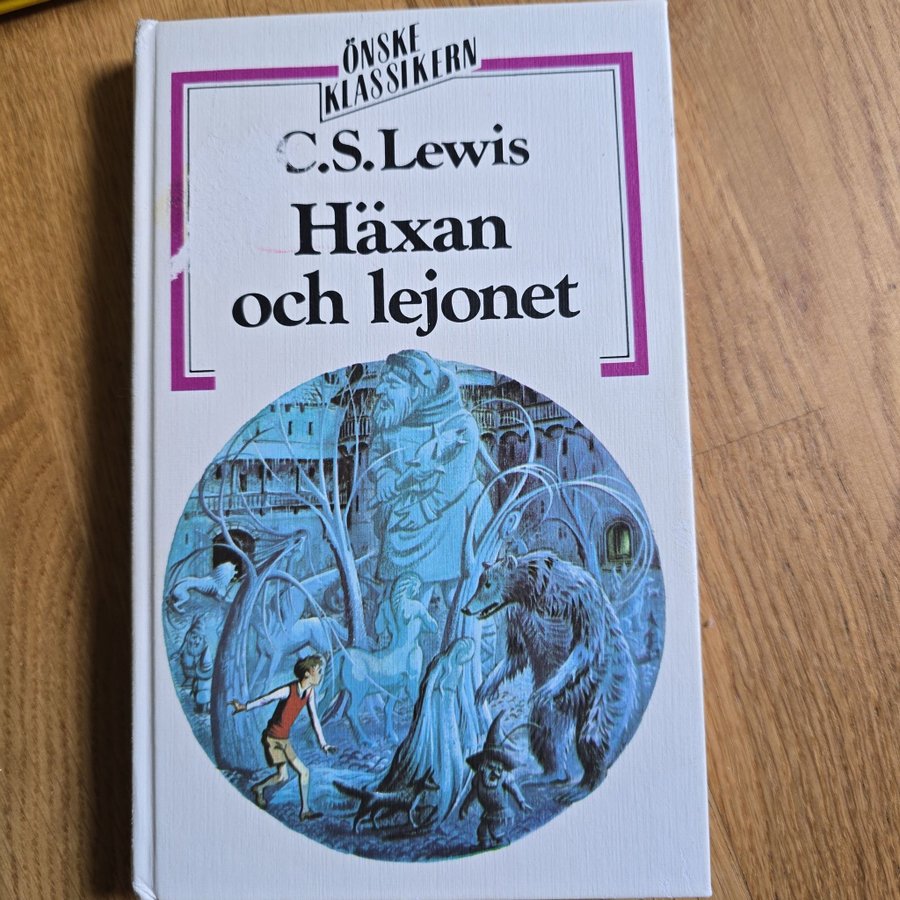 ÖNSKE
KLASSIKERN
C.S.Lewis
Häxan
och lejonet